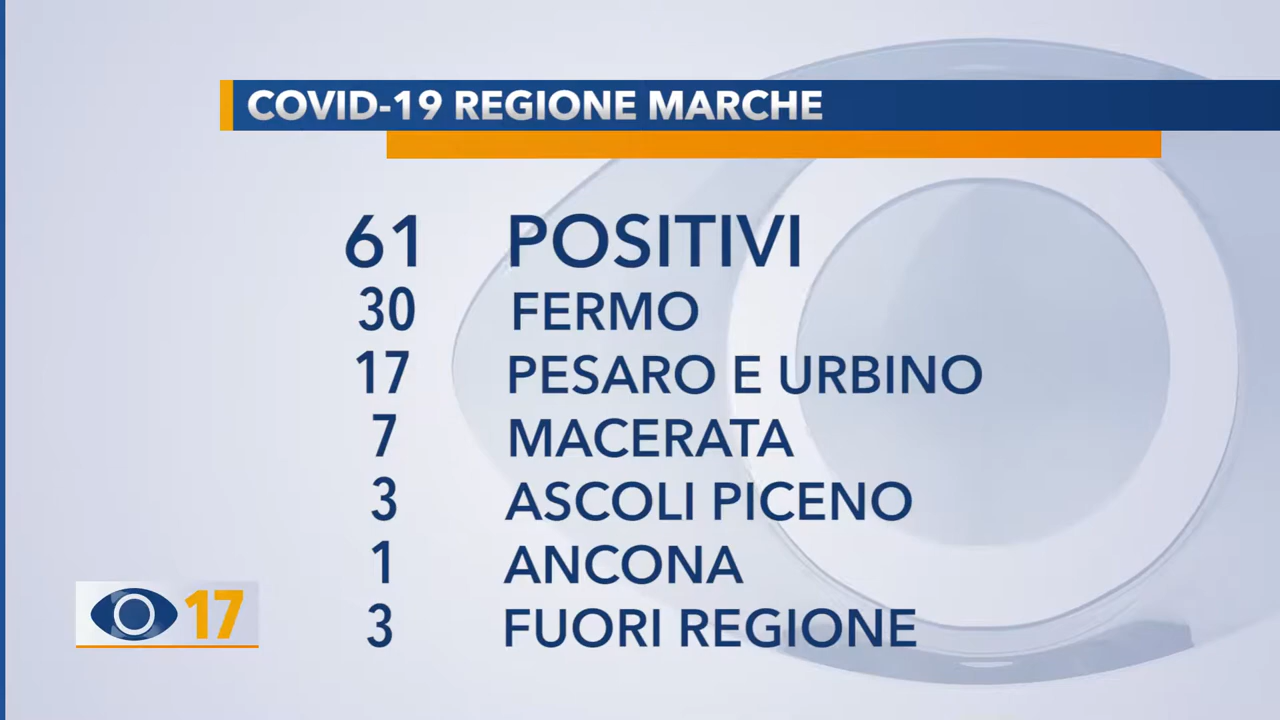 COVID-19 REGIONE MARCHE
61 POSITIVI
30 FERMO
17 PESARO E URBINO
7 MACERATA
3 ASCOLI PICENO
1 ANCONA
3 FUORI REGIONE
17